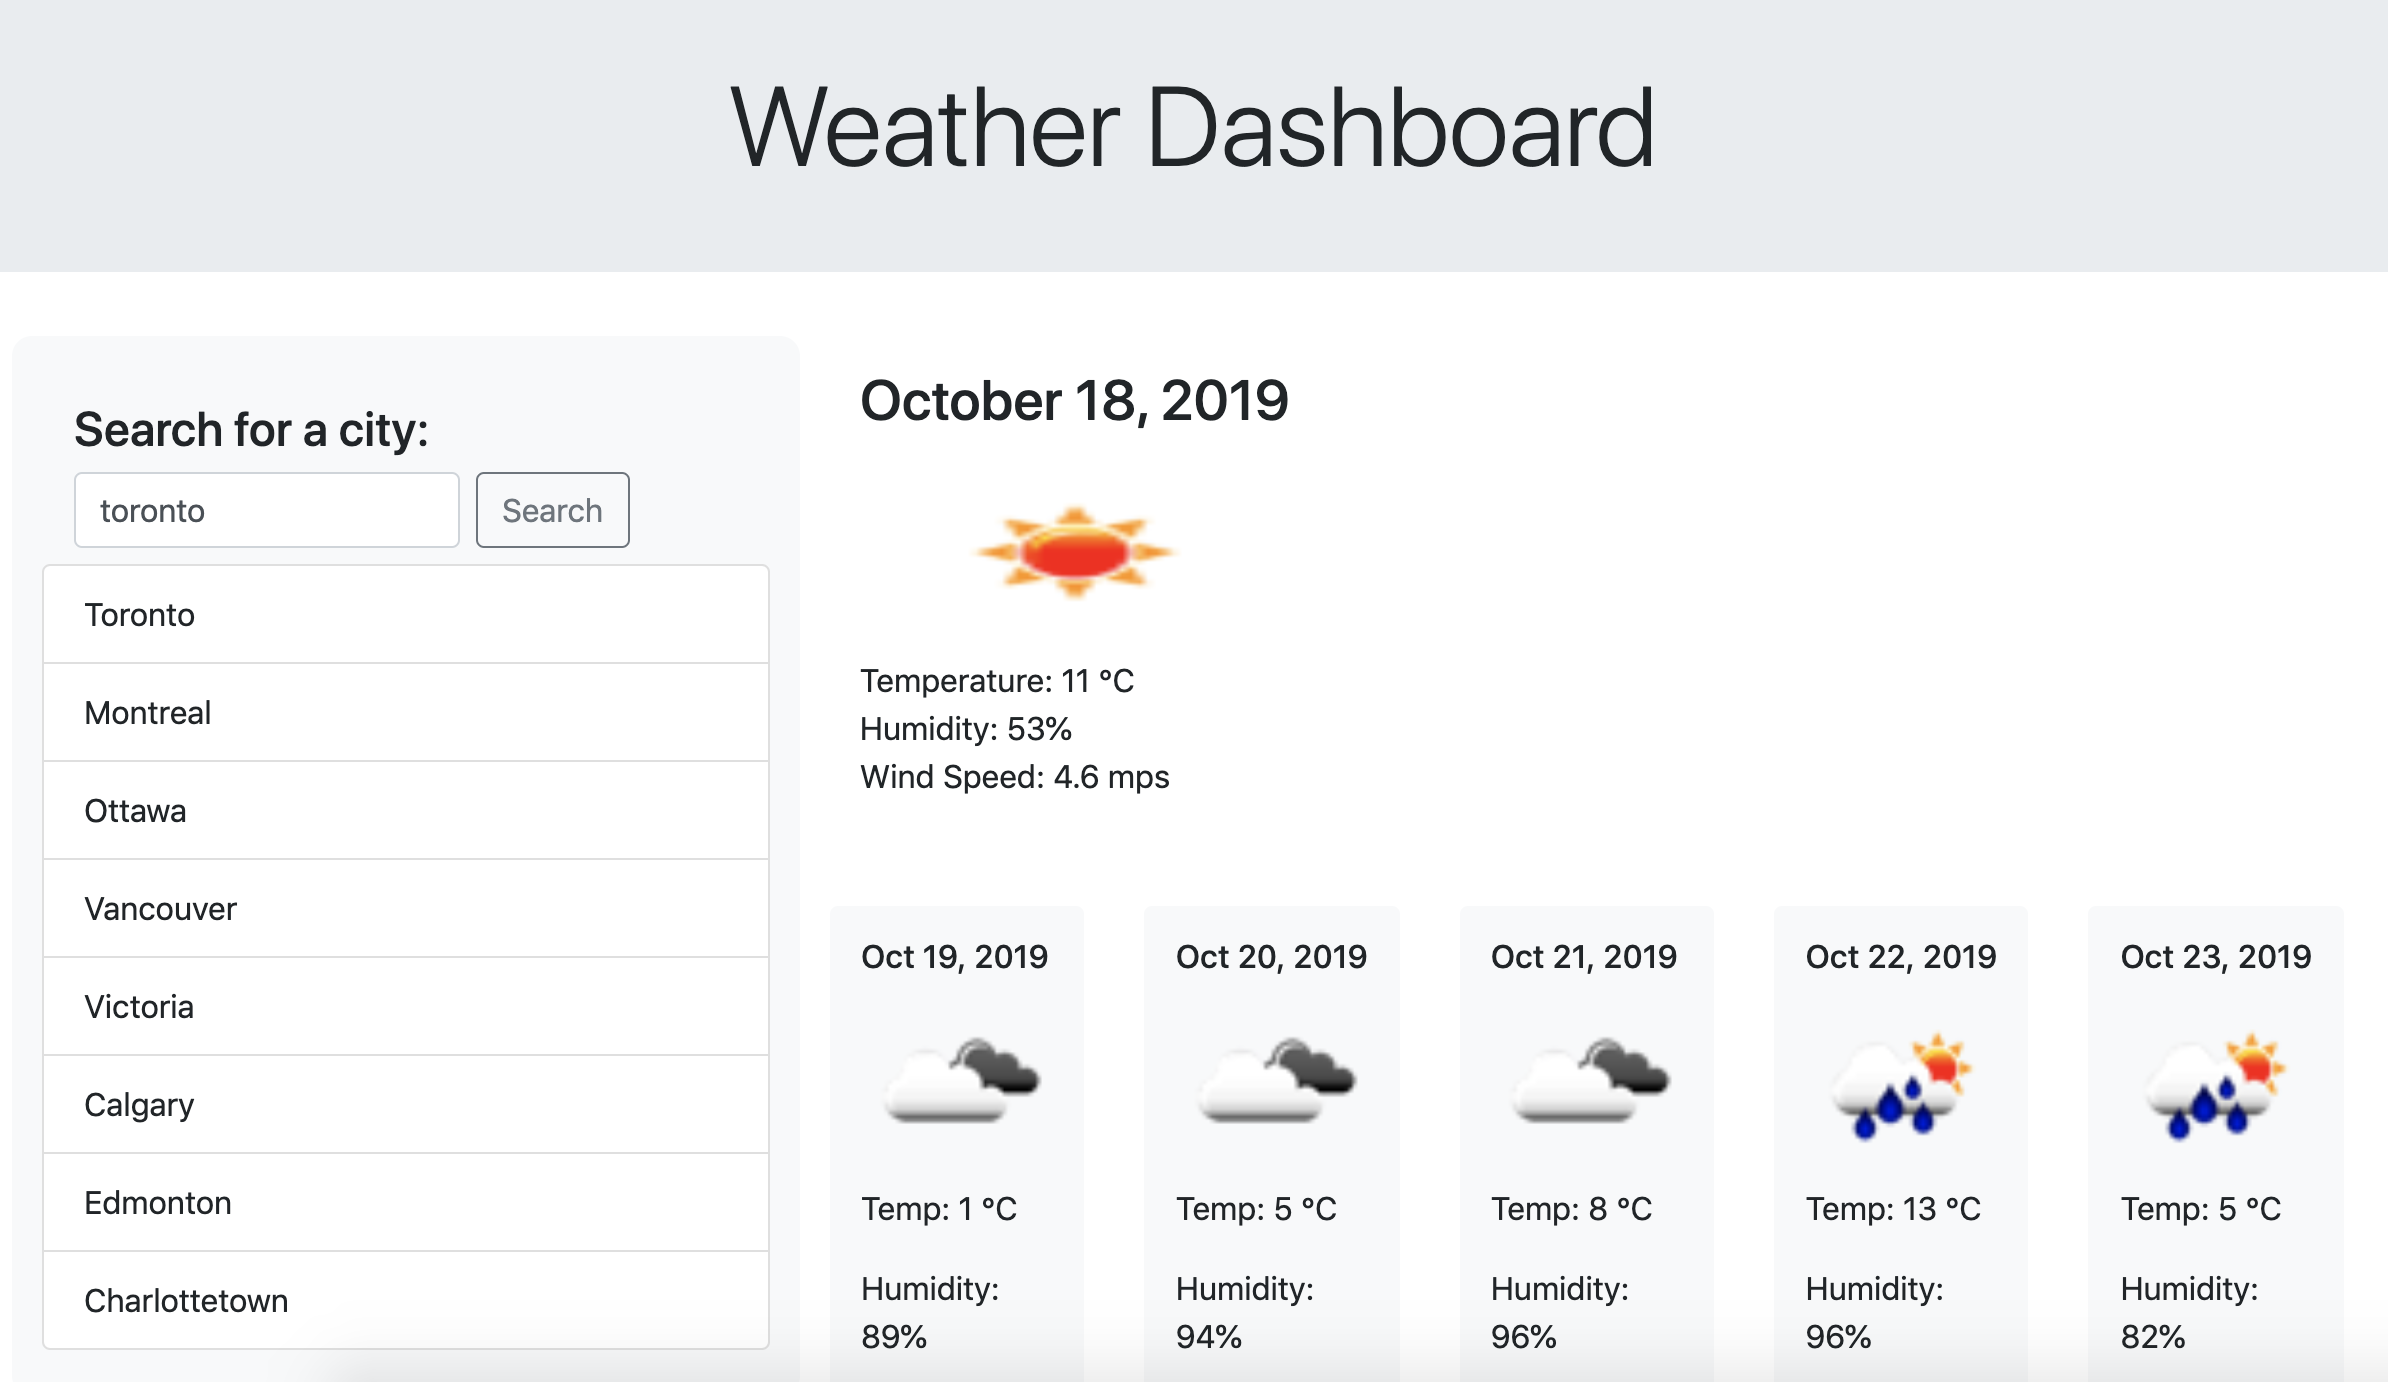 Weather Dashboard
Search for a city:
toronto
Search
Toronto
Montreal
Ottawa
Vancouver
Victoria
Calgary
Edmonton
Charlottetown
October 18, 2019
Temperature: 11 °C
Humidity: 53%
Wind Speed: 4.6 mps
Oct 19, 2019
Temp: 1 °C
Humidity:
89%
Oct 20, 2019
Temp: 5 °C
Humidity:
94%
Oct 21, 2019
Temp: 8 °C
Humidity:
96%
Oct 22, 2019
Temp: 13 °C
Humidity:
96%
Oct 23, 2019
Temp: 5 °C
Humidity:
82%